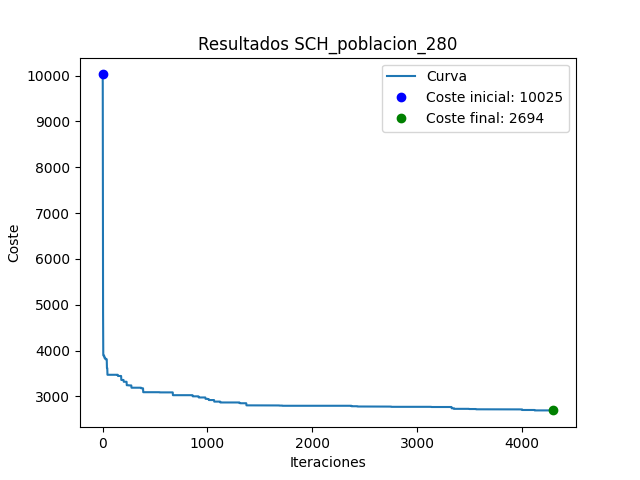 Resultados SCH_poblacion_280
Curva
Coste inicial: 10025
Coste final: 2694
Coste
10000
9000
8000
7000
6000
5000
4000
3000
0 1000 2000 3000 4000
Iteraciones